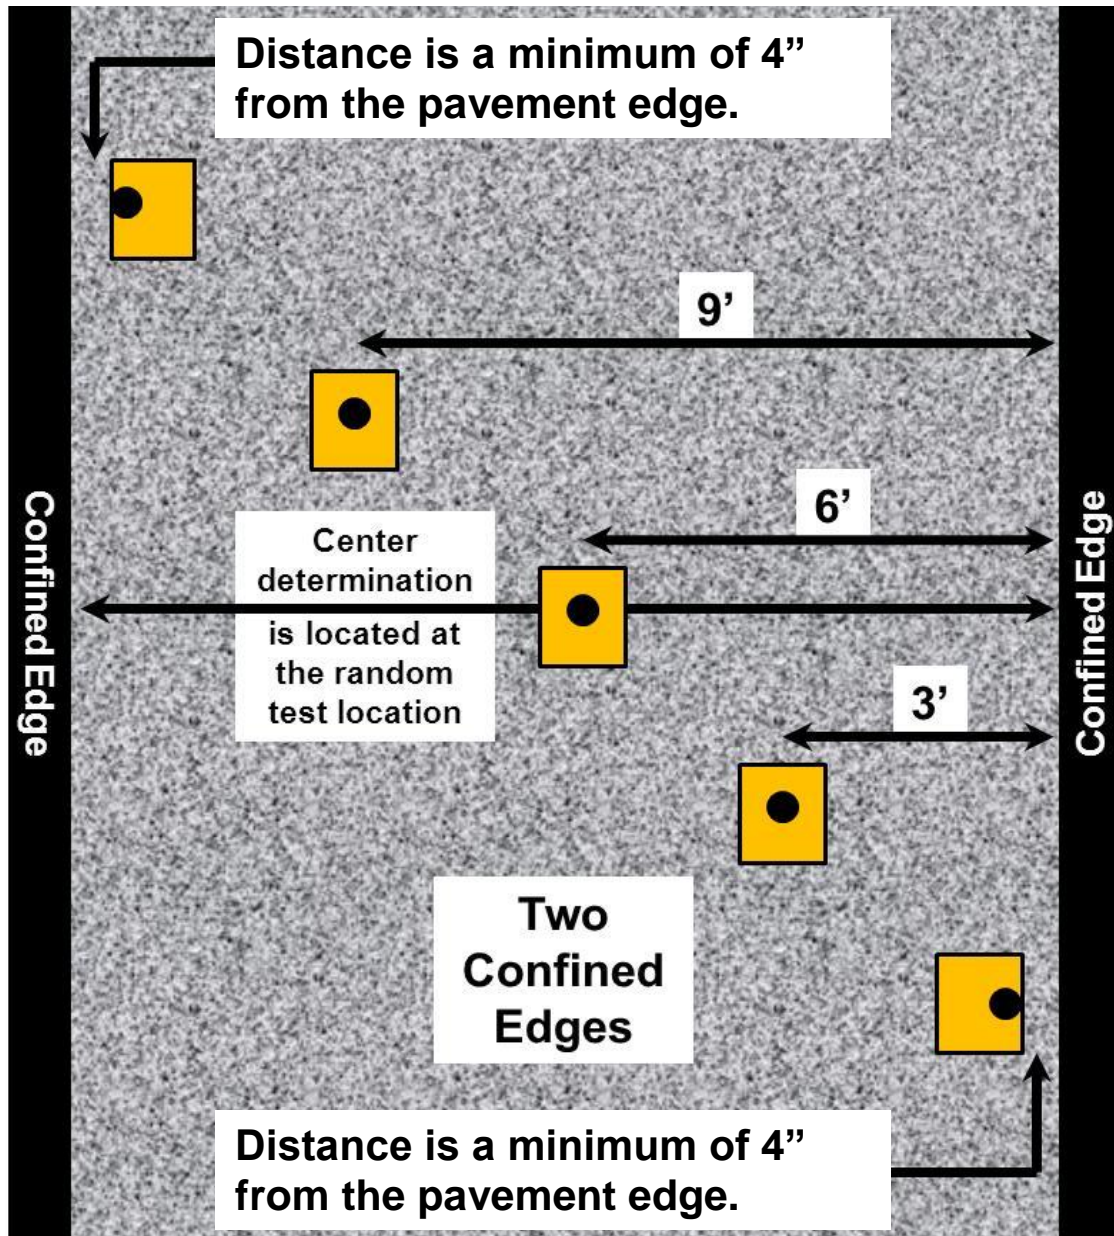 Distance is a minimum of 4”
from the pavement edge.
9’
6’
Confined Edge
Center
determination
is located at
the random
test location
Confined Edge
3’
Two
Confined
Edges
Distance is a minimum of 4”
from the pavement edge.